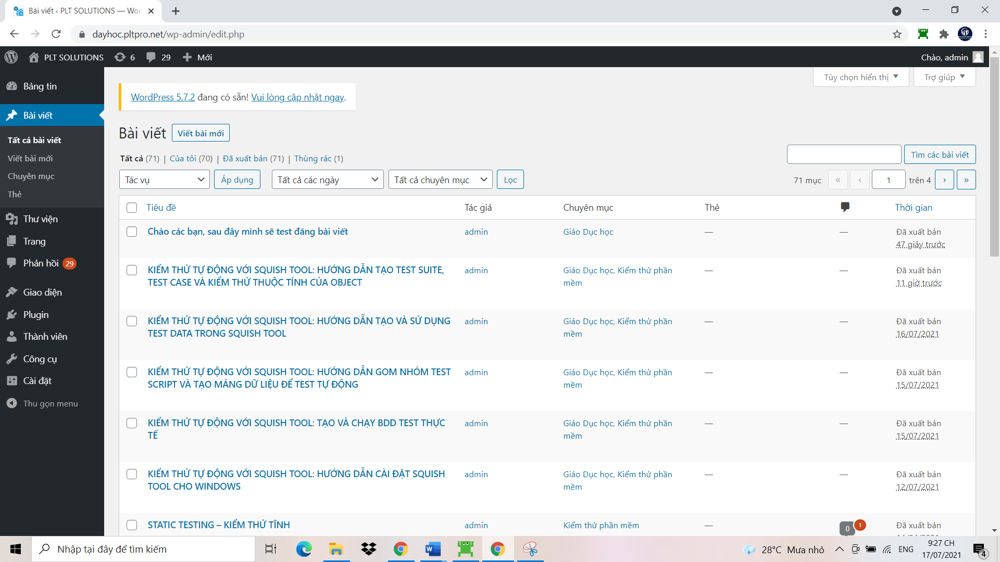 Bài viết ‹ PLT SOLUTIONS — Wor
dayhoc.pltpro.net/wp-admin/edit.php
PLT SOLUTIONS 6 29 Mới
Chào, admin
Bảng tin
Bài viết
Tất cả bài viết
Viết bài mới
Chuyên mục
Thẻ
Thư viện
Trang
Phản hồi 29
Giao diện
Plugin
Thành viên
Công cụ
Cài đặt
Thu gọn menu
Tùy chọn hiển thị Trợ giúp
WordPress 5.7.2 đang có sẵn! Vui lòng cập nhật ngay.
Bài viết Viết bài mới
Tất cả (71) | Của tôi (70) | Đã xuất bản (71) | Thùng rác (1)
Tìm các bài viết
Tác vụ Áp dụng Tất cả các ngày Tất cả chuyên mục Lọc
71 mục « ‹ 1 trên 4 › »
Tiêu đề Tác giả Chuyên mục Thẻ Thời gian
Chào các bạn, sau đây mình sẽ test đăng bài viết admin Giáo Dục học — — Đã xuất bản
47 giây trước
KIỂM THỬ TỰ ĐỘNG VỚI SQUISH TOOL: HƯỚNG DẪN TẠO TEST SUITE, admin Giáo Dục học, Kiểm thử phần — — Đã xuất bản
TEST CASE VÀ KIỂM THỬ THUỘC TÍNH CỦA OBJECT mềm 11 giờ trước
KIỂM THỬ TỰ ĐỘNG VỚI SQUISH TOOL: HƯỚNG DẪN TẠO VÀ SỬ DỤNG admin Giáo Dục học, Kiểm thử phần — — Đã xuất bản
TEST DATA TRONG SQUISH TOOL mềm 16/07/2021
KIỂM THỬ TỰ ĐỘNG VỚI SQUISH TOOL: HƯỚNG DẪN GOM NHÓM TEST admin Giáo Dục học, Kiểm thử phần — — Đã xuất bản
SCRIPT VÀ TẠO MẢNG DỮ LIỆU ĐỂ TEST TỰ ĐỘNG mềm 15/07/2021
KIỂM THỬ TỰ ĐỘNG VỚI SQUISH TOOL: TẠO VÀ CHẠY BDD TEST THỰC admin Giáo Dục học, Kiểm thử phần — — Đã xuất bản
TẾ mềm 15/07/2021
KIỂM THỬ TỰ ĐỘNG VỚI SQUISH TOOL: HƯỚNG DẪN CÀI ĐẶT SQUISH admin Giáo Dục học, Kiểm thử phần — — Đã xuất bản
TOOL CHO WINDOWS mềm 12/07/2021
STATIC TESTING – KIỂM THỬ TĨNH admin Kiểm thử phần mềm — 0 1 Đã xuất bản
Nhập tại đây để tìm kiếm
28°C Mưa nhỏ ENG
9:27 CH
17/07/2021
4